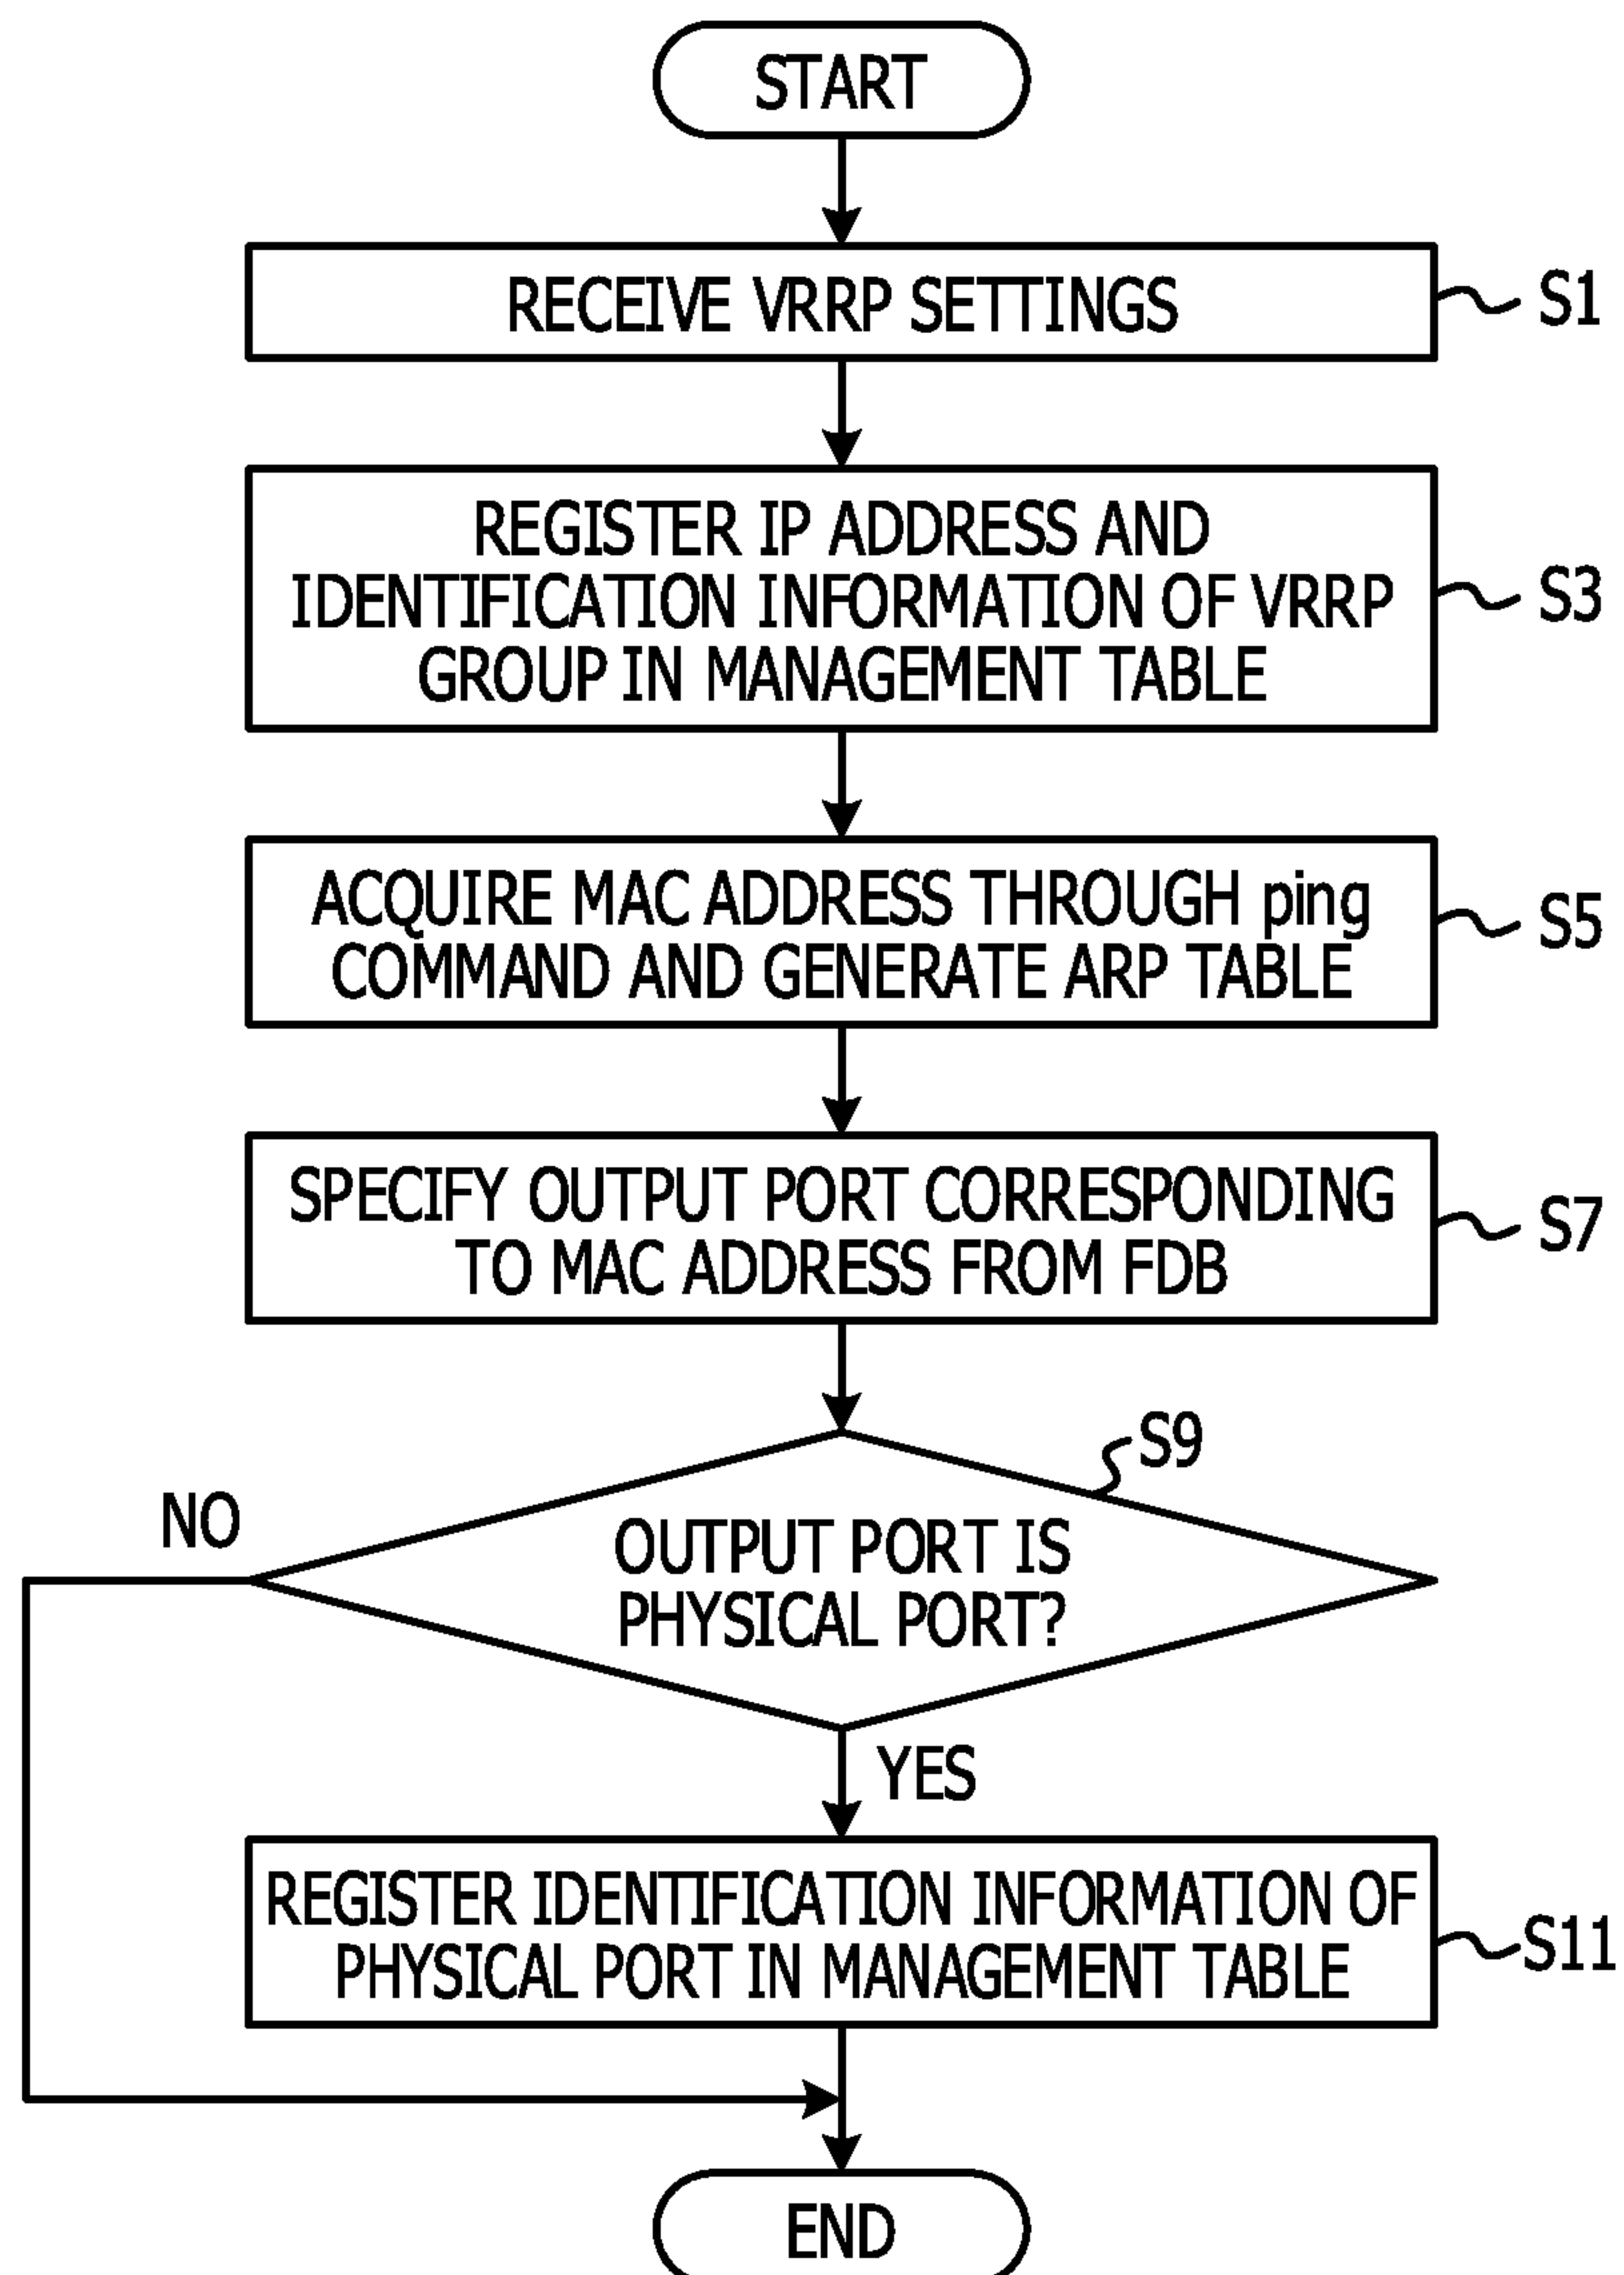 START
RECEIVE VRRP SETTINGS
S1
REGISTER IP ADDRESS AND
IDENTIFICATION INFORMATION OF VRRP
GROUP IN MANAGEMENT TABLE
S3
ACQUIRE MAC ADDRESS THROUGH ping
COMMAND AND GENERATE ARP TABLE
S5
SPECIFY OUTPUT PORT CORRESPONDING
TO MAC ADDRESS FROM FDB
S7
S9
NO
OUTPUT PORT IS
PHYSICAL PORT?
YES
REGISTER IDENTIFICATION INFORMATION OF
PHYSICAL PORT IN MANAGEMENT TABLE
S11
END